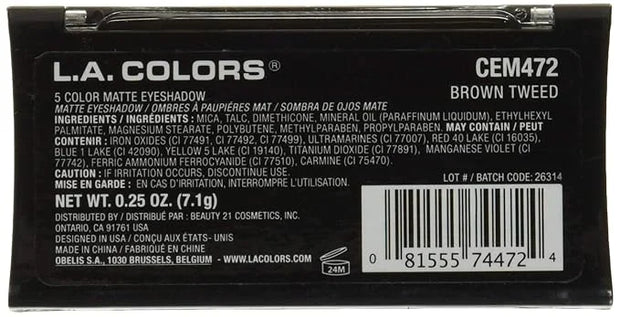 L.A. COLORS®
CEM472
BROWN TWEED
5 COLOR MATTE EYESHADOW
MATTE EYESHADOW / OMBRES À PAUPIÈRES MAT / SOMBRA DE OJOS MATE
INGREDIENTS / INGRÉDIENTS : MICA, TALC, DIMETHICONE, MINERAL OIL (PARAFFINUM LIQUIDUM), ETHYLHEXYL
PALMITATE, MAGNESIUM STEARATE, POLYBUTENE, METHYLPARABEN, PROPYLPARABEN. MAY CONTAIN / PEUT
CONTENIR : IRON OXIDES (CI 77491, CI 77492, CI 77499), ULTRAMARINES (CI 77007), RED 40 LAKE (CI 16035),
BLUE 1 LAKE (CI 42090), YELLOW 5 LAKE (CI 19140), TITANIUM DIOXIDE (CI 77891), MANGANESE VIOLET (CI
77742), FERRIC AMMONIUM FERROCYANIDE (CI 77510), CARMINE (CI 75470).
CAUTION : IF IRRITATION OCCURS, DISCONTINUE USE.
MISE EN GARDE : EN CAS D'IRRITATION, INTERROMPRE L'UTILISATION.
LOT # / BATCH CODE: 26314
NET WT. 0.25 OZ. (7.1g)
DISTRIBUTED BY / DISTRIBUÉ PAR : BEAUTY 21 COSMETICS, INC.
ONTARIO, CA 91761 USA
DESIGNED IN USA / CONÇU AUX ÉTATS- UNIS
MADE IN CHINA / FABRIQUÉ EN CHINE
OBELIS S.A., 1030 BRUSSELS, BELGIUM - WWW.LACOLORS.COM
24M
0 81555 74472 4